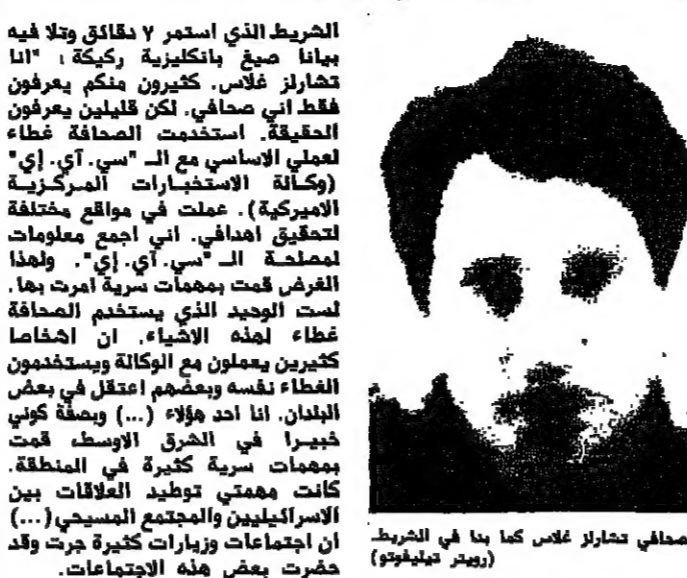 الشريط الذي استمر ٧ دقائق وتلا فيه
بيانا صيغ بانكليزية ركيكة : "انا
تشارلز غلاس. كثيرون منكم يعرفون
فقط اني صحافي. لكن قليلين يعرفون
الحقيقة. استخدمت الصحافة غطاء
لعملي الاساسي مع الـ "سي. آي. إي"
(وكالة الاستخبارات المركزية
الاميركية). عملت في مواقع مختلفة
لتحقيق اهدافي. اني اجمع معلومات
لمصلحة الـ "سي. آي. إي". ولهذا
الغرض قمت بمهمات سرية امرت بها.
لست الوحيد الذي يستخدم الصحافة
غطاء لهذه الاشياء. ان اشخاصا
كثيرين يعملون مع الوكالة ويستخدمون
الغطاء نفسه وبعضهم اعتقل في بعض
البلدان. انا احد هؤلاء (...) وبصفة كوني
خبيرا في الشرق الاوسط، قمت
بمهمات سرية كثيرة في المنطقة.
كانت مهمتي توطيد العلاقات بين
الاسرائيليين والمجتمع المسيحي (...)
ان اجتماعات وزيارات كثيرة جرت وقد
حضرت بعض هذه الاجتماعات.
صحافي تشارلز غلاس كما بدا في الشريط
(رويتر تيليفوتو)